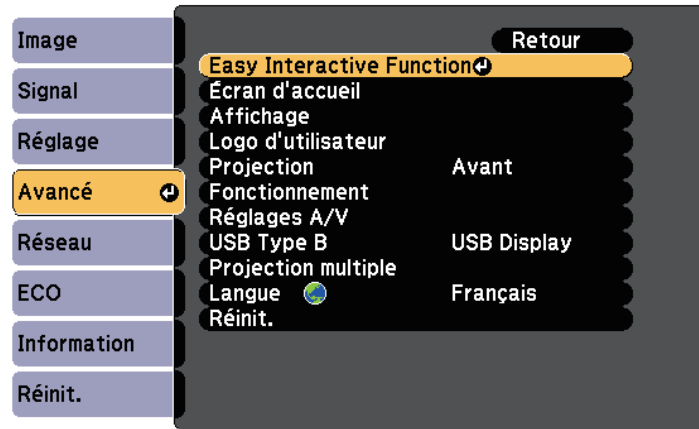 Image
Signal
Réglage
Avancé
Réseau
ECO
Information
Réinit.
Retour
Easy Interactive Function
Écran d'accueil
Affichage
Logo d'utilisateur
Projection Avant
Fonctionnement
Réglages A/V
USB Type B USB Display
Projection multiple
Langue Français
Réinit.